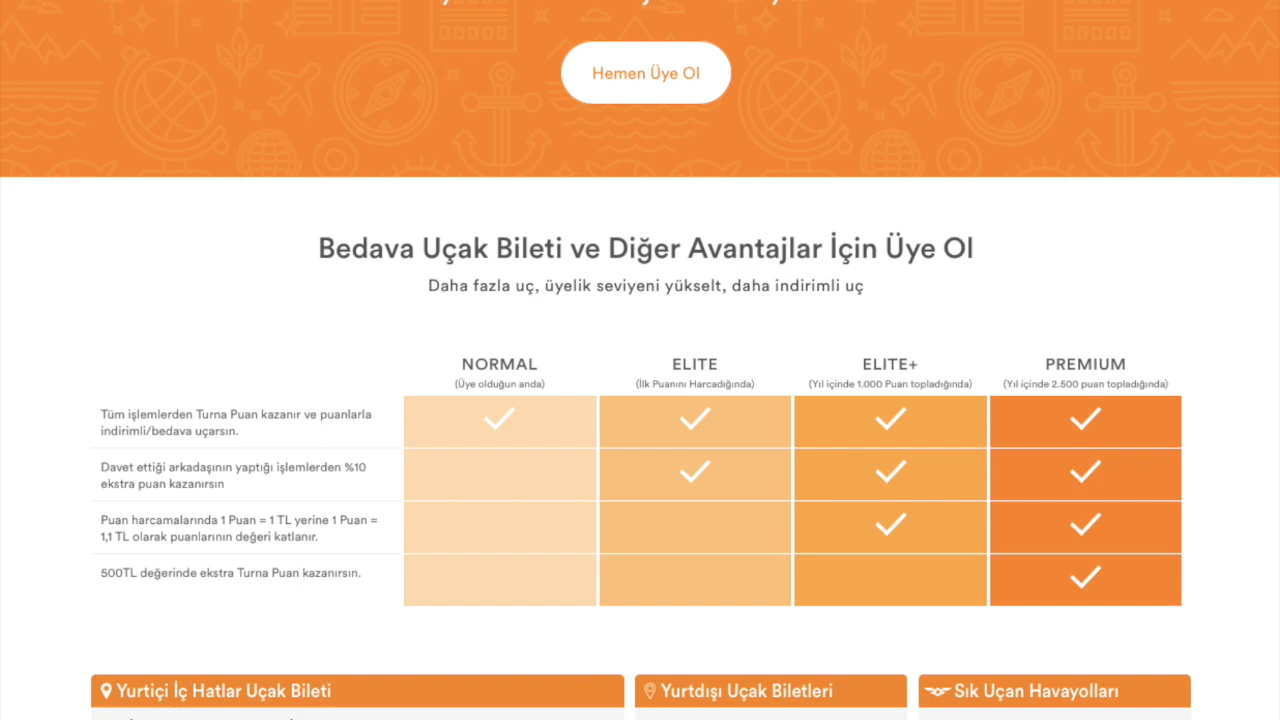 Hemen Üye Ol
Bedava Uçak Bileti ve Diğer Avantajlar İçin Üye Ol
Daha fazla uç, üyelik seviyeni yükselt, daha indirimli uç
NORMAL
(Üye olduğun anda)
ELITE
(İlk Puanını Harcadığında)
ELITE+
(Yıl içinde 1.000 Puan topladığında)
PREMIUM
(Yıl içinde 2.500 puan topladığında)
Tüm işlemlerden Turna Puan kazanır ve puanlarla
indirimli/bedava uçarsın.
Davet ettiği arkadaşının yaptığı işlemlerden %10
ekstra puan kazanırsın
Puan harcamalarında 1 Puan = 1 TL yerine 1 Puan =
1,1 TL olarak puanlarının değeri katlanır.
500TL değerinde ekstra Turna Puan kazanırsın.
Yurtiçi İç Hatlar Uçak Bileti
Yurtdışı Uçak Biletleri
Sık Uçan Havayolları